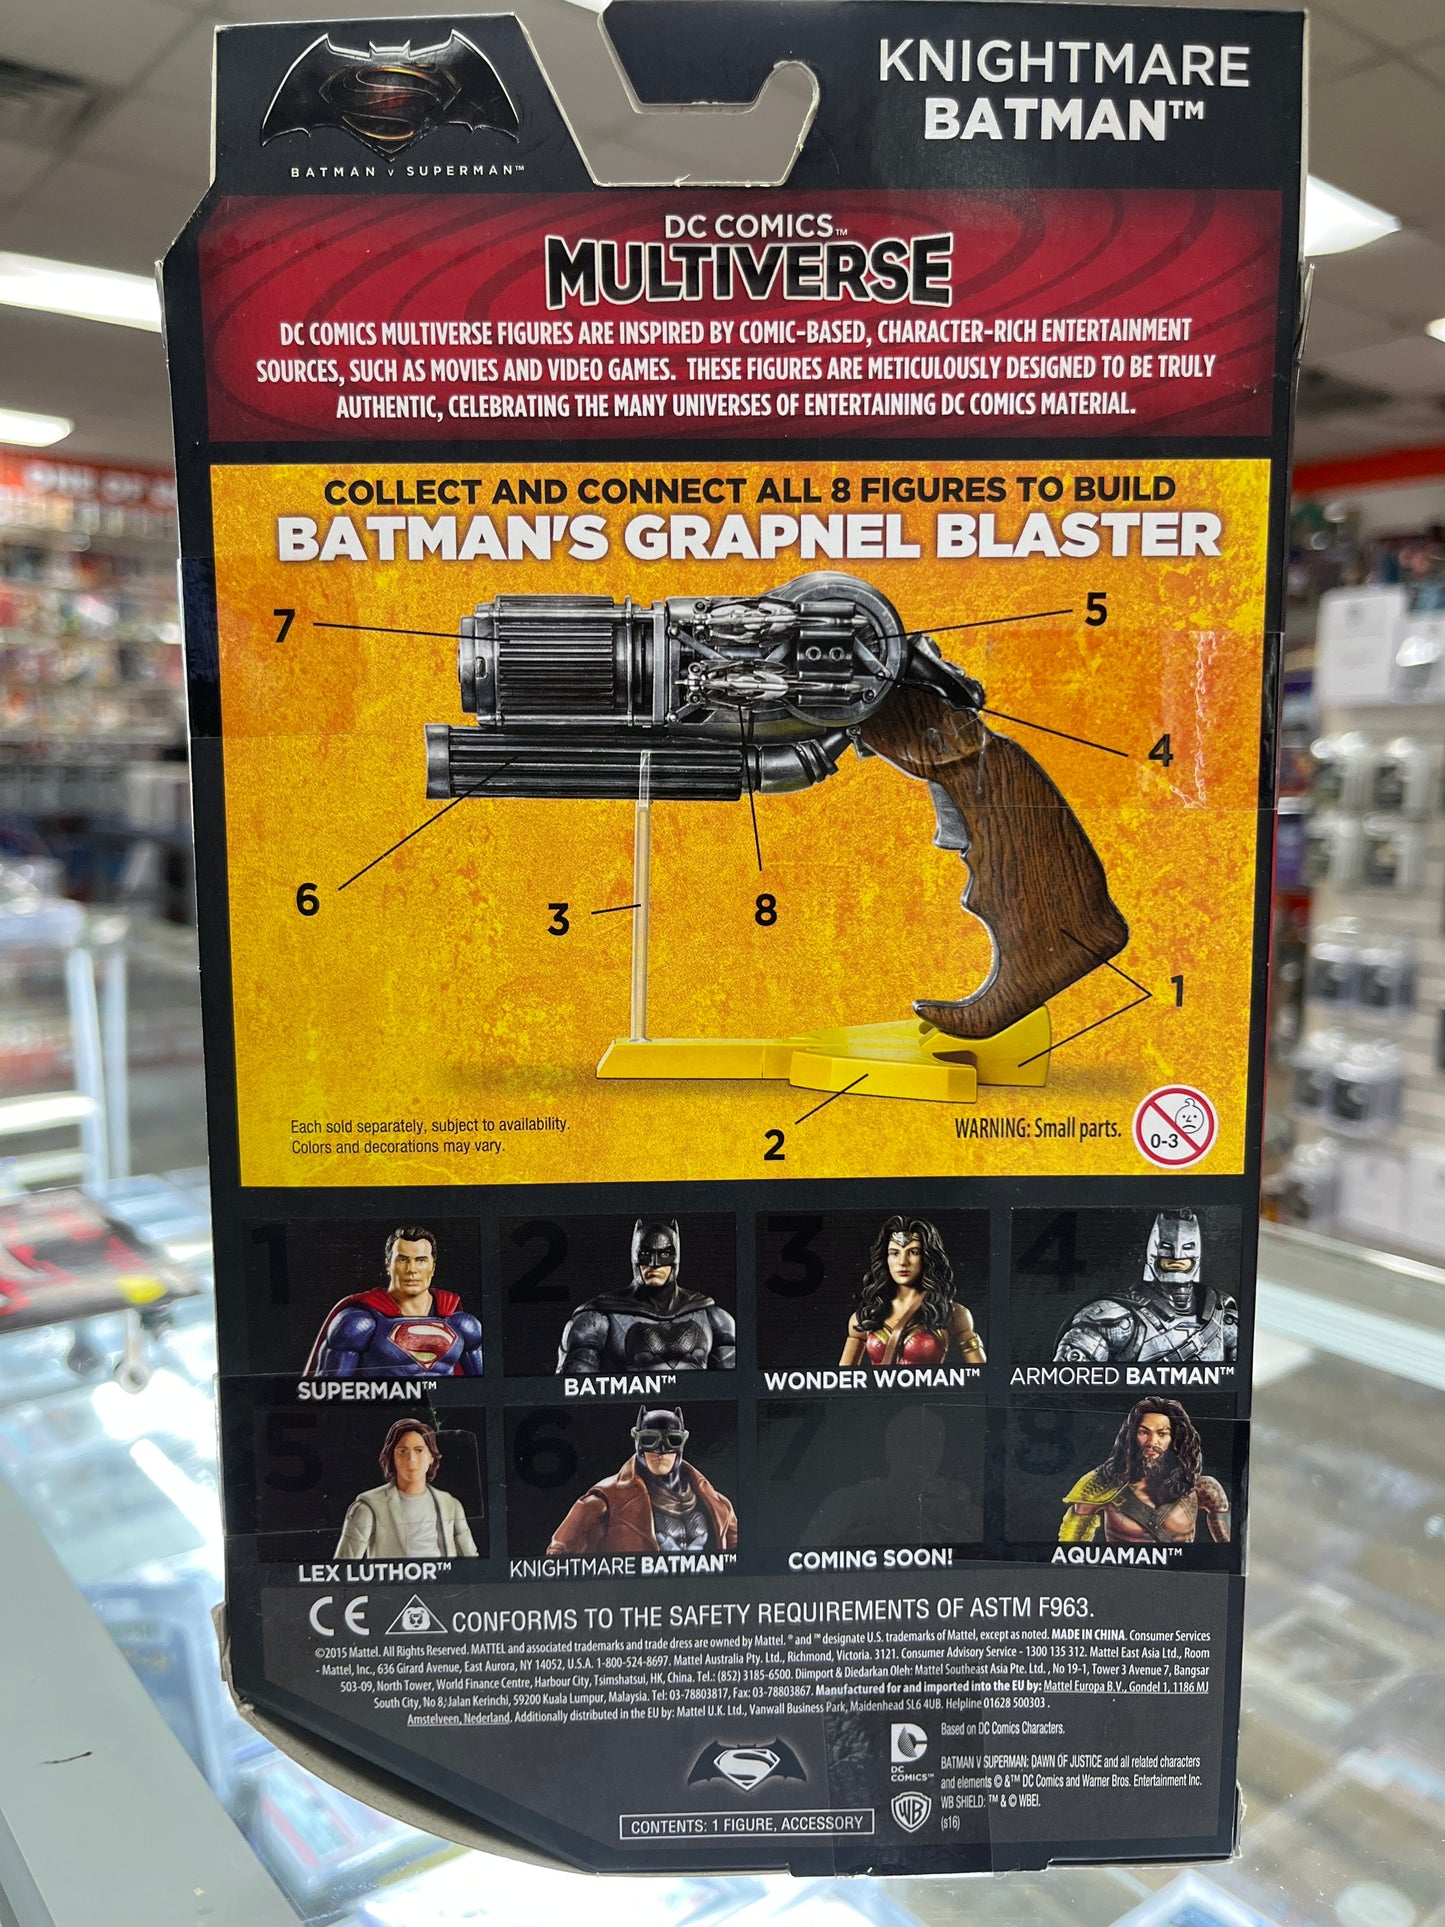 BATMAN v SUPERMAN™
KNIGHTMARE
BATMAN™
DC COMICS™
MULTIVERSE
DC COMICS MULTIVERSE FIGURES ARE INSPIRED BY COMIC-BASED, CHARACTER-RICH ENTERTAINMENT
SOURCES, SUCH AS MOVIES AND VIDEO GAMES. THESE FIGURES ARE METICULOUSLY DESIGNED TO BE TRULY
AUTHENTIC, CELEBRATING THE MANY UNIVERSES OF ENTERTAINING DC COMICS MATERIAL.
COLLECT AND CONNECT ALL 8 FIGURES TO BUILD
BATMAN'S GRAPNEL BLASTER
7
5
4
6
3
8
1
2
Each sold separately, subject to availability.
Colors and decorations may vary.
WARNING: Small parts.
0-3
1
SUPERMAN™
2
BATMAN™
3
WONDER WOMAN™
4
ARMORED BATMAN™
5
LEX LUTHOR™
6
KNIGHTMARE BATMAN™
7
COMING SOON!
8
AQUAMAN™
CE CONFORMS TO THE SAFETY REQUIREMENTS OF ASTM F963.
©2015 Mattel. All Rights Reserved. MATTEL and associated trademarks and trade dress are owned by Mattel. ® and ™ designate U.S. trademarks of Mattel, except as noted. MADE IN CHINA. Consumer Services
- Mattel, Inc., 636 Girard Avenue, East Aurora, NY 14052, U.S.A. 1-800-524-8697. Mattel Australia Pty. Ltd., Richmond, Victoria. 3121. Consumer Advisory Service - 1300 135 312. Mattel East Asia Ltd., Room
503-09, North Tower, World Finance Centre, Harbour City, Tsimshatsui, HK, China. Tel.: (852) 3185-6500. Diimport & Diedarkan Oleh: Mattel Southeast Asia Pte. Ltd., No 19-1, Tower 3 Avenue 7, Bangsar
South City, No 8, Jalan Kerinchi, 59200 Kuala Lumpur, Malaysia. Tel: 03-78803817, Fax: 03-78803867. Manufactured for and imported into the EU by: Mattel Europa B.V., Gondel 1, 1186 MJ
Amstelveen, Nederland. Additionally distributed in the EU by: Mattel U.K. Ltd., Vanwall Business Park, Maidenhead SL6 4UB. Helpline 01628 500303.
DC
COMICS™
Based on DC Comics Characters.
BATMAN V SUPERMAN: DAWN OF JUSTICE and all related characters
and elements © & ™ DC Comics and Warner Bros. Entertainment Inc.
WB SHIELD: ™ & © WBEI.
(s16)
WB
CONTENTS: 1 FIGURE, ACCESSORY